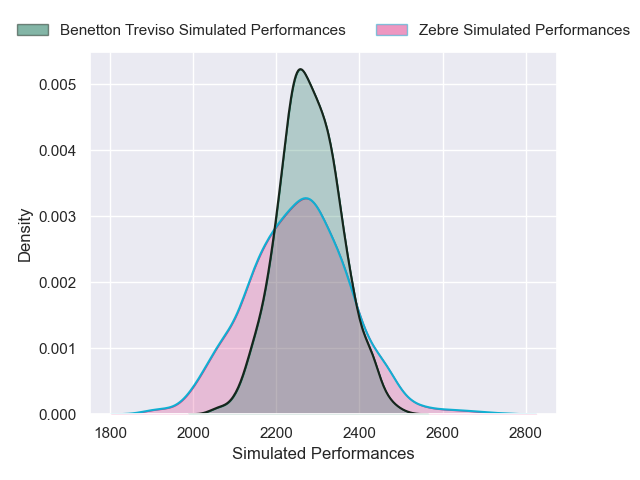 Benetton Treviso Simulated Performances Zebre Simulated Performances
0.005
0.004
0.003
0.002
0.001
0.000
Density
1800 2000 2200 2400 2600 2800
Simulated Performances